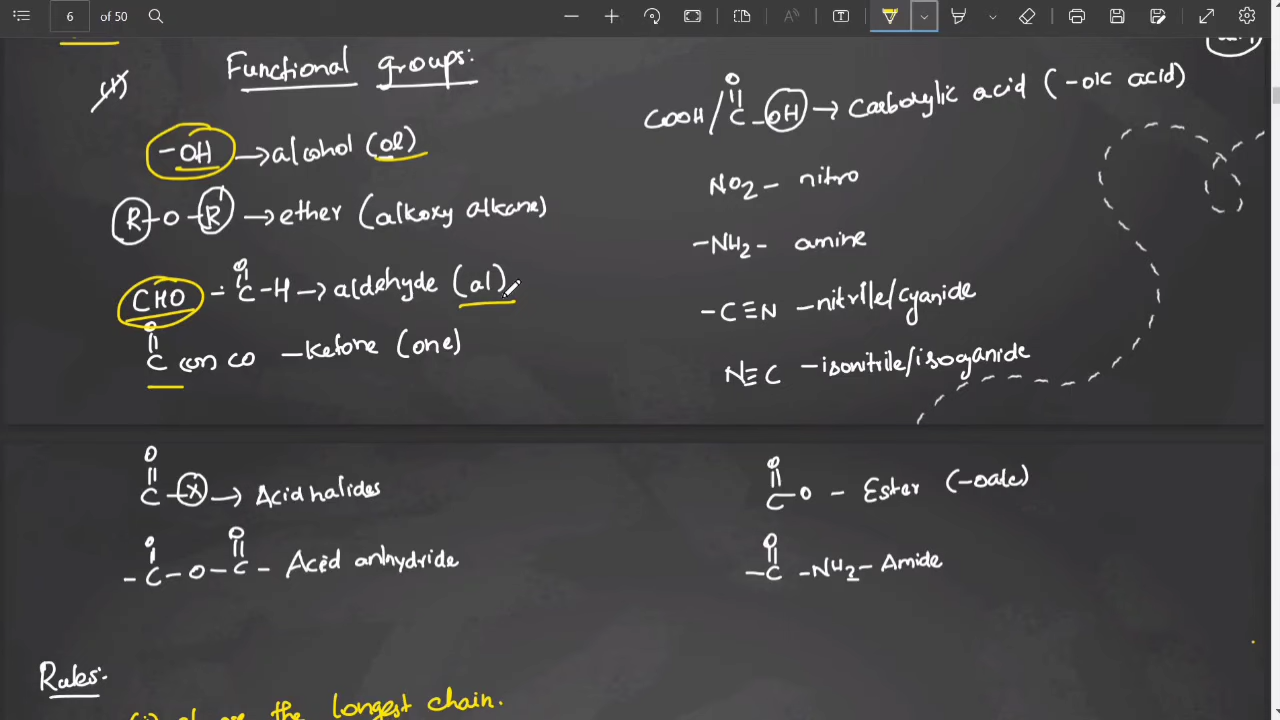 6 of 50
Functional groups:
(1)
-OH → alcohol (ol)
R-O-R' → ether (alkoxy alkane)
CHO - C-H → aldehyde (al)
O
C (or) CO - ketone (one)
O
COOH / C-OH → Carboxylic acid (-oic acid)
O
NO2 - nitro
-NH2 - amine
-C≡N - nitrile/cyanide
N≡C - isonitrile/isocyanide
O
C-X → Acid halides
O O
-C-O-C- Acid anhydride
O
C-O - Ester (-oate)
O
-C-NH2 - Amide
Rules:-
the longest chain.